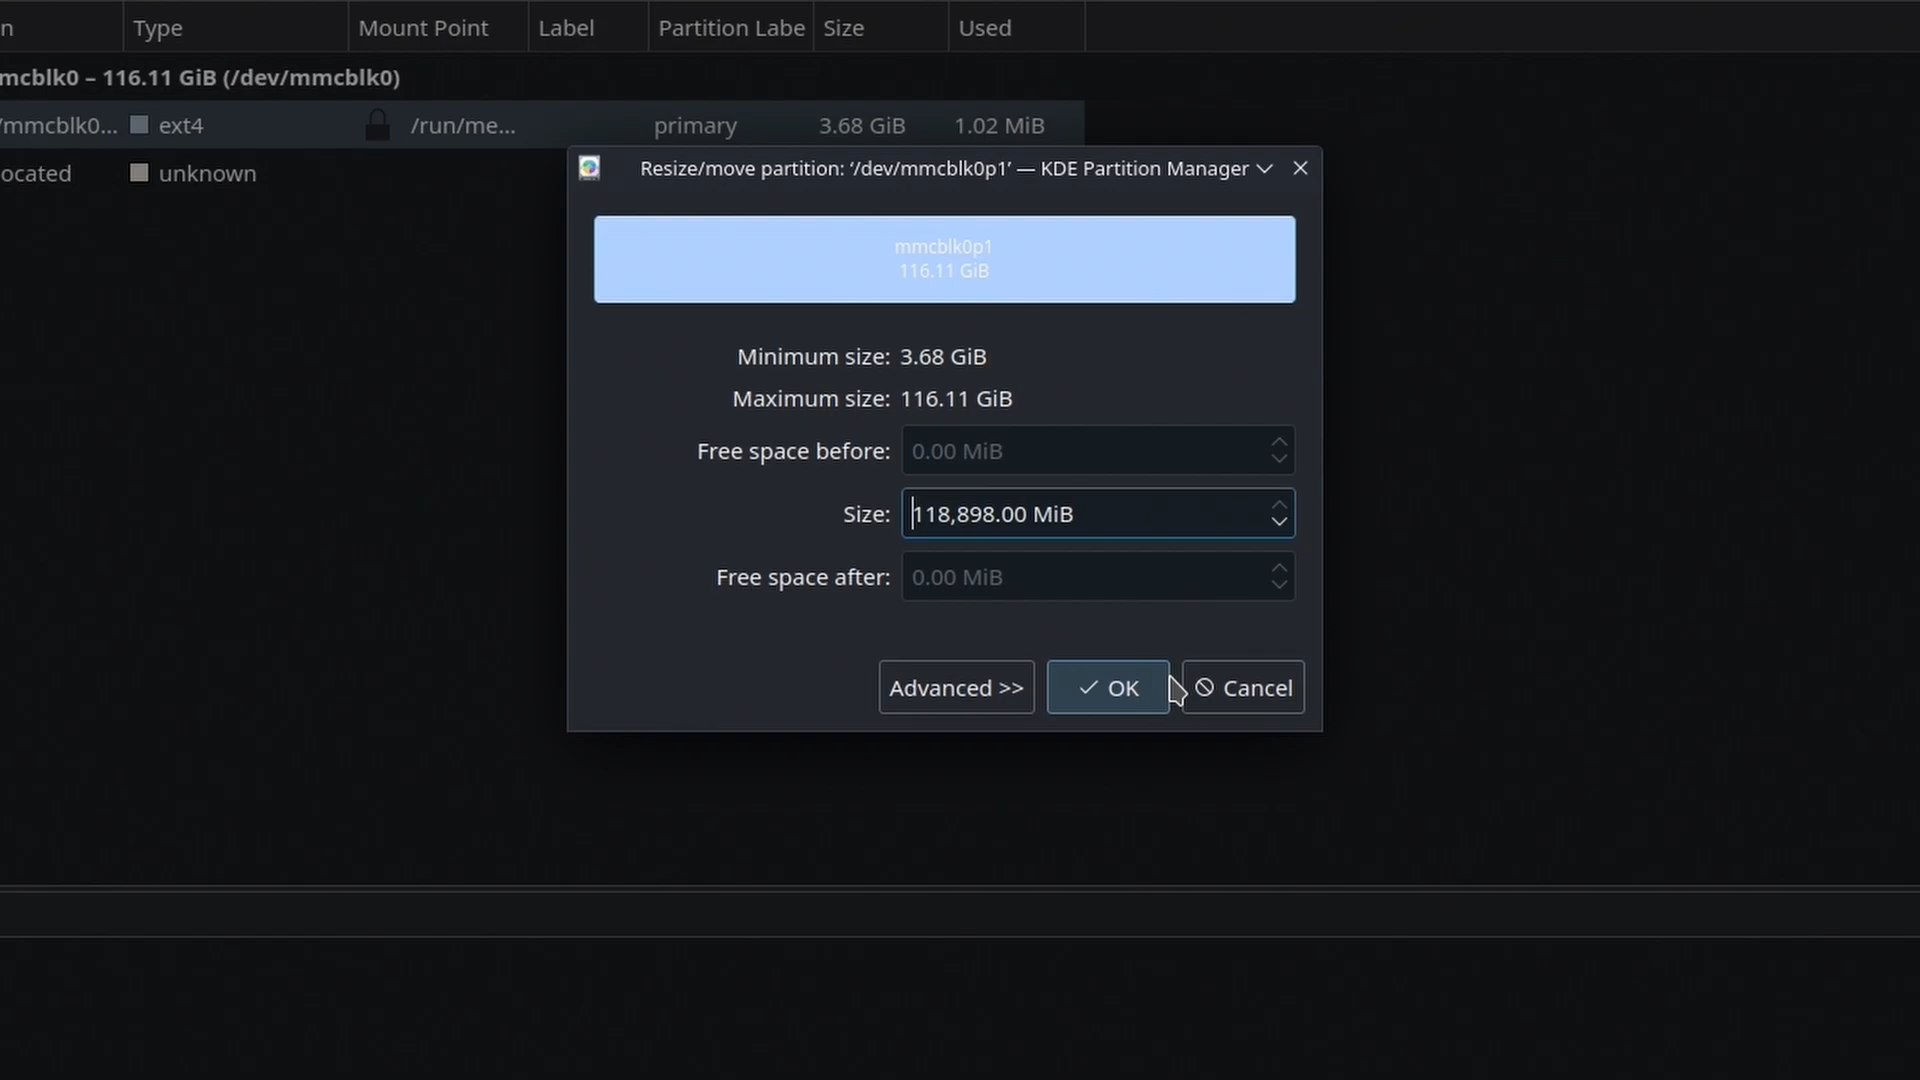 n Type Mount Point Label Partition Labe Size Used
mcblk0 – 116.11 GiB (/dev/mmcblk0)
/mmcblk0... ext4 /run/me... primary 3.68 GiB 1.02 MiB
ocated unknown
Resize/move partition: ‘/dev/mmcblk0p1’ — KDE Partition Manager
mmcblk0p1
116.11 GiB
Minimum size: 3.68 GiB
Maximum size: 116.11 GiB
Free space before: 0.00 MiB
Size: 118,898.00 MiB
Free space after: 0.00 MiB
Advanced >> OK Cancel